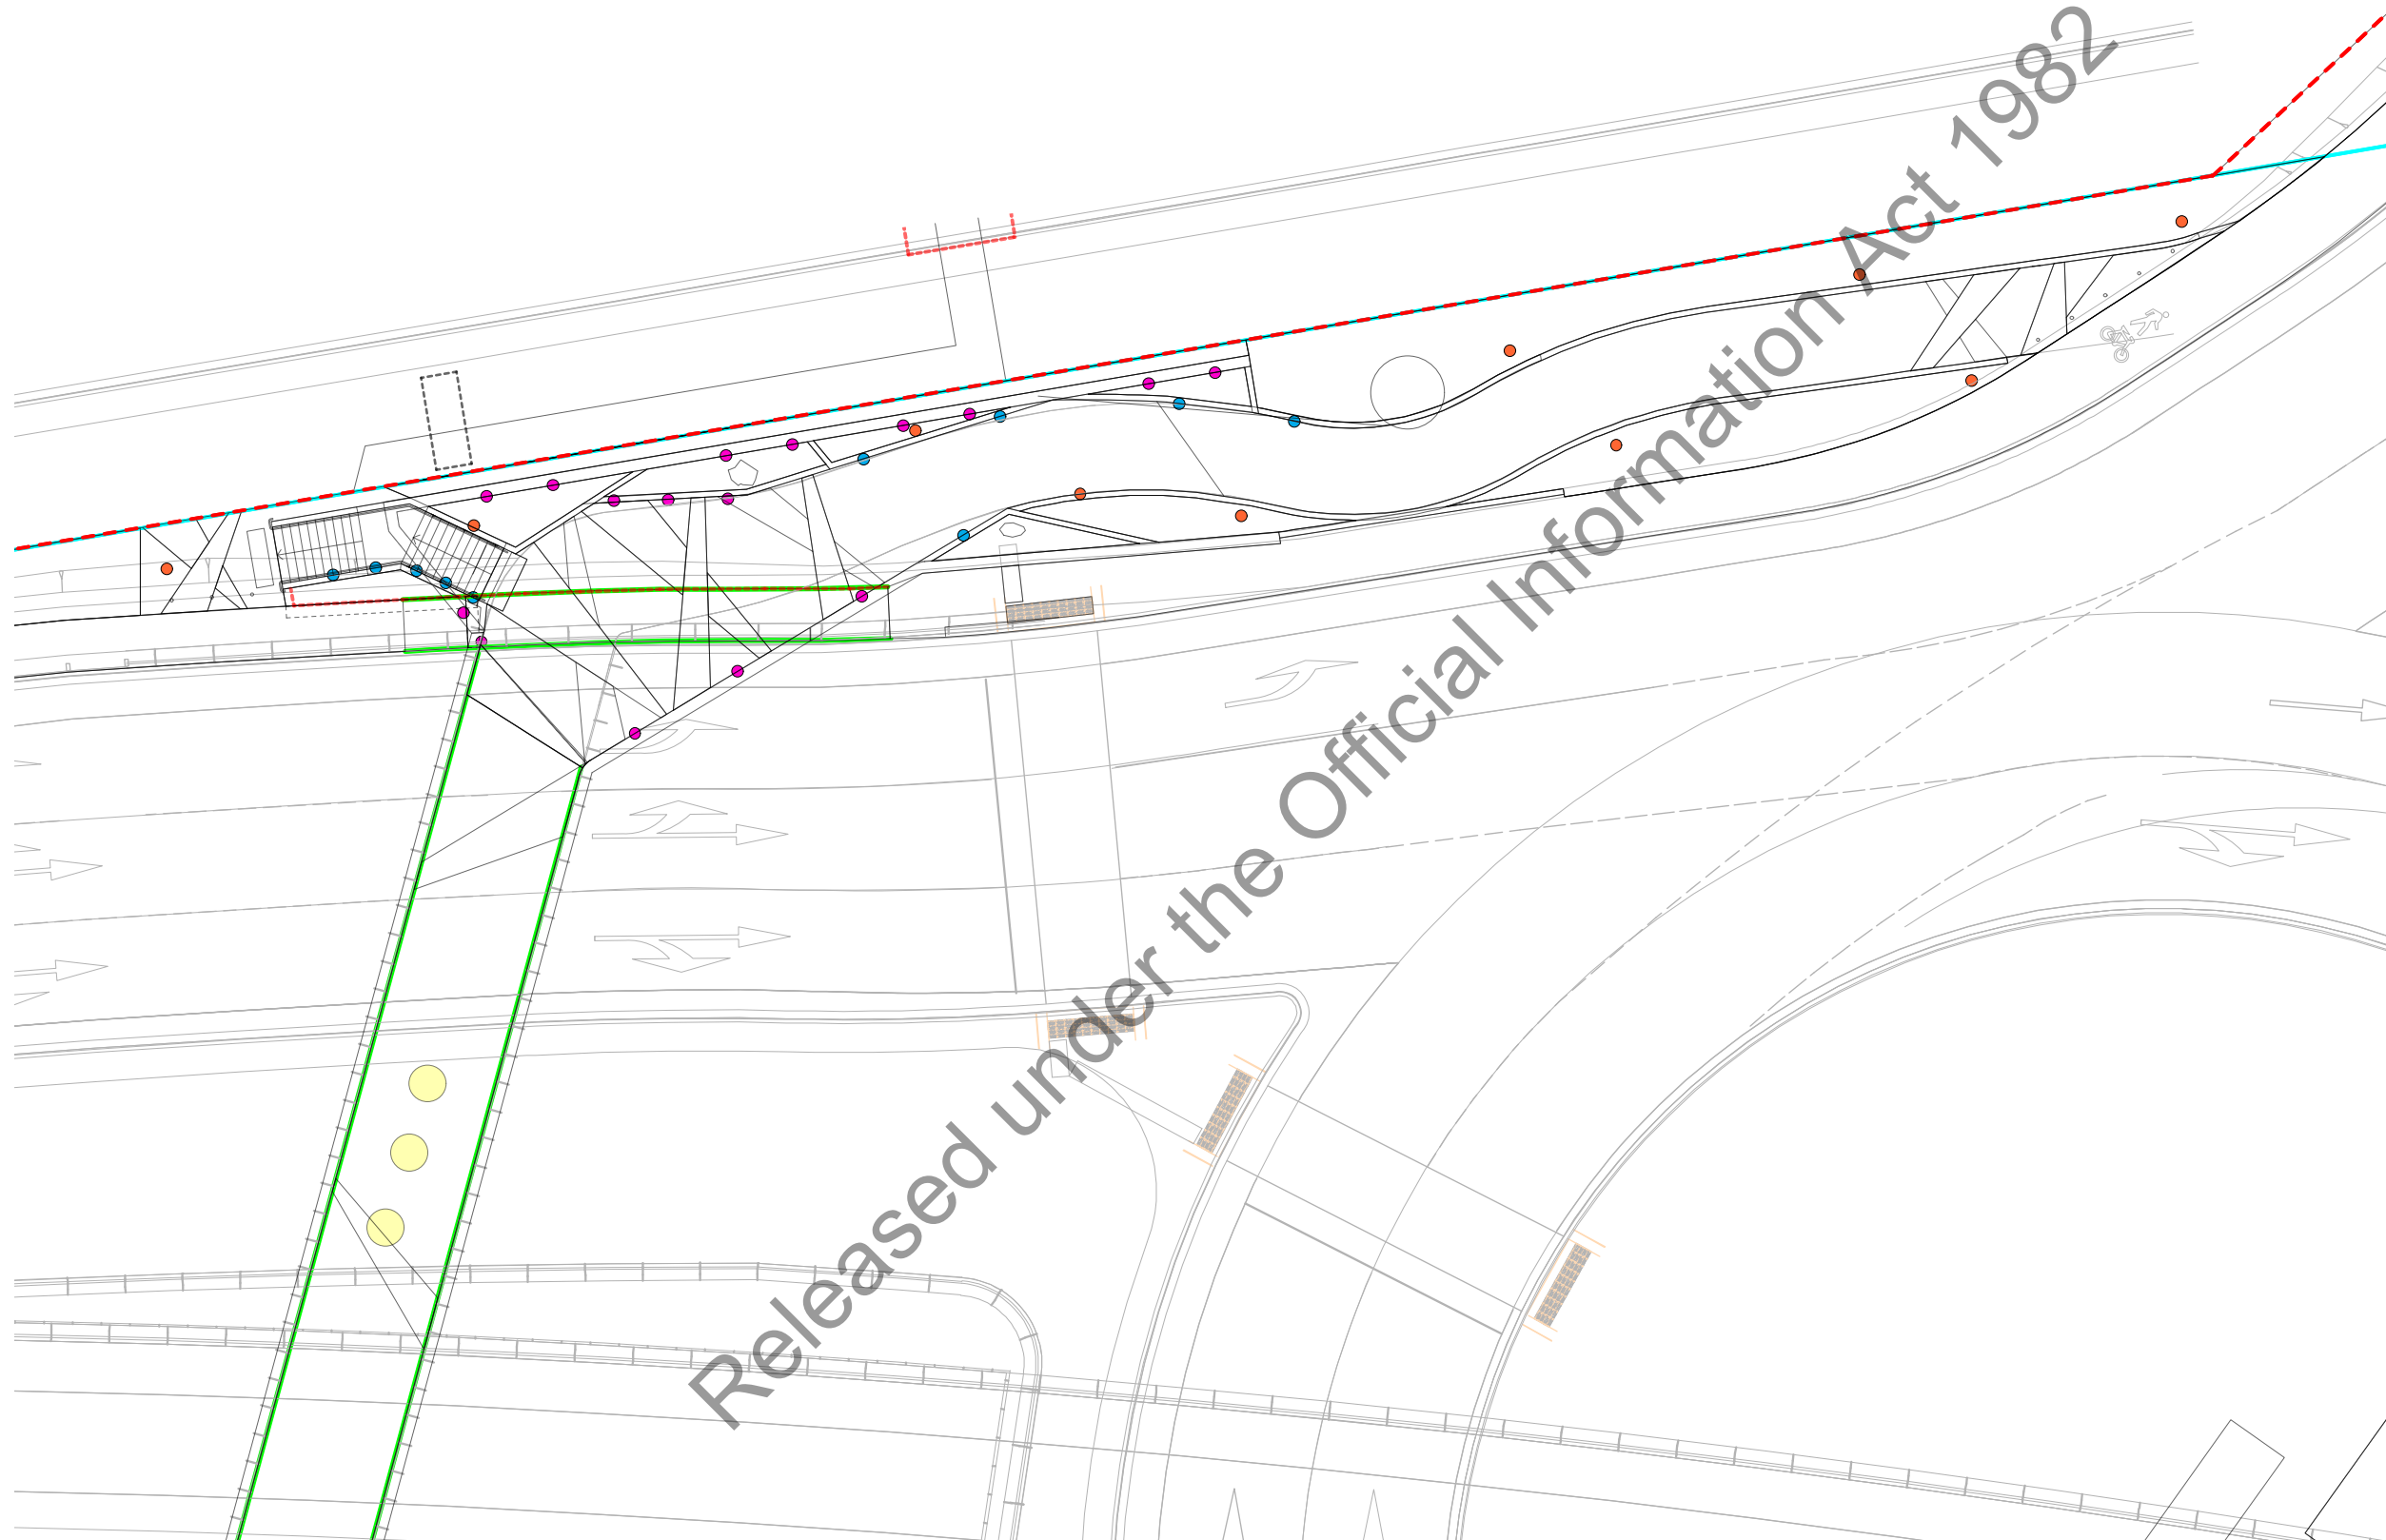 Released under the Official Information Act 1982